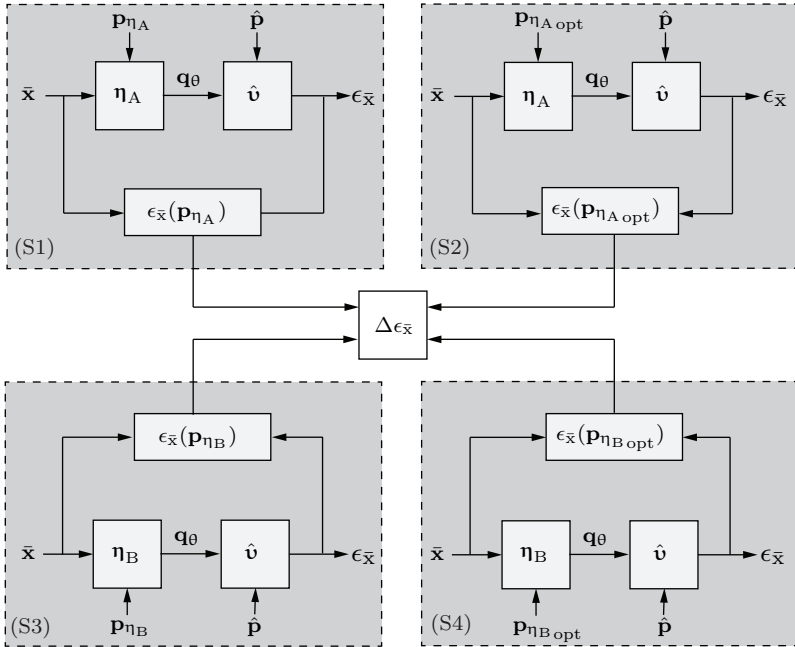 p_ηA p̂
x̄ η_A q_θ υ̂ ϵ_x̄
ϵ_x̄(p_ηA)
(S1)
p_ηA opt p̂
x̄ η_A q_θ υ̂ ϵ_x̄
ϵ_x̄(p_ηA opt)
(S2)
Δϵ_x̄
ϵ_x̄(p_ηB)
x̄ η_B q_θ υ̂ ϵ_x̄
(S3) p_ηB p̂
ϵ_x̄(p_ηB opt)
x̄ η_B q_θ υ̂ ϵ_x̄
(S4) p_ηB opt p̂